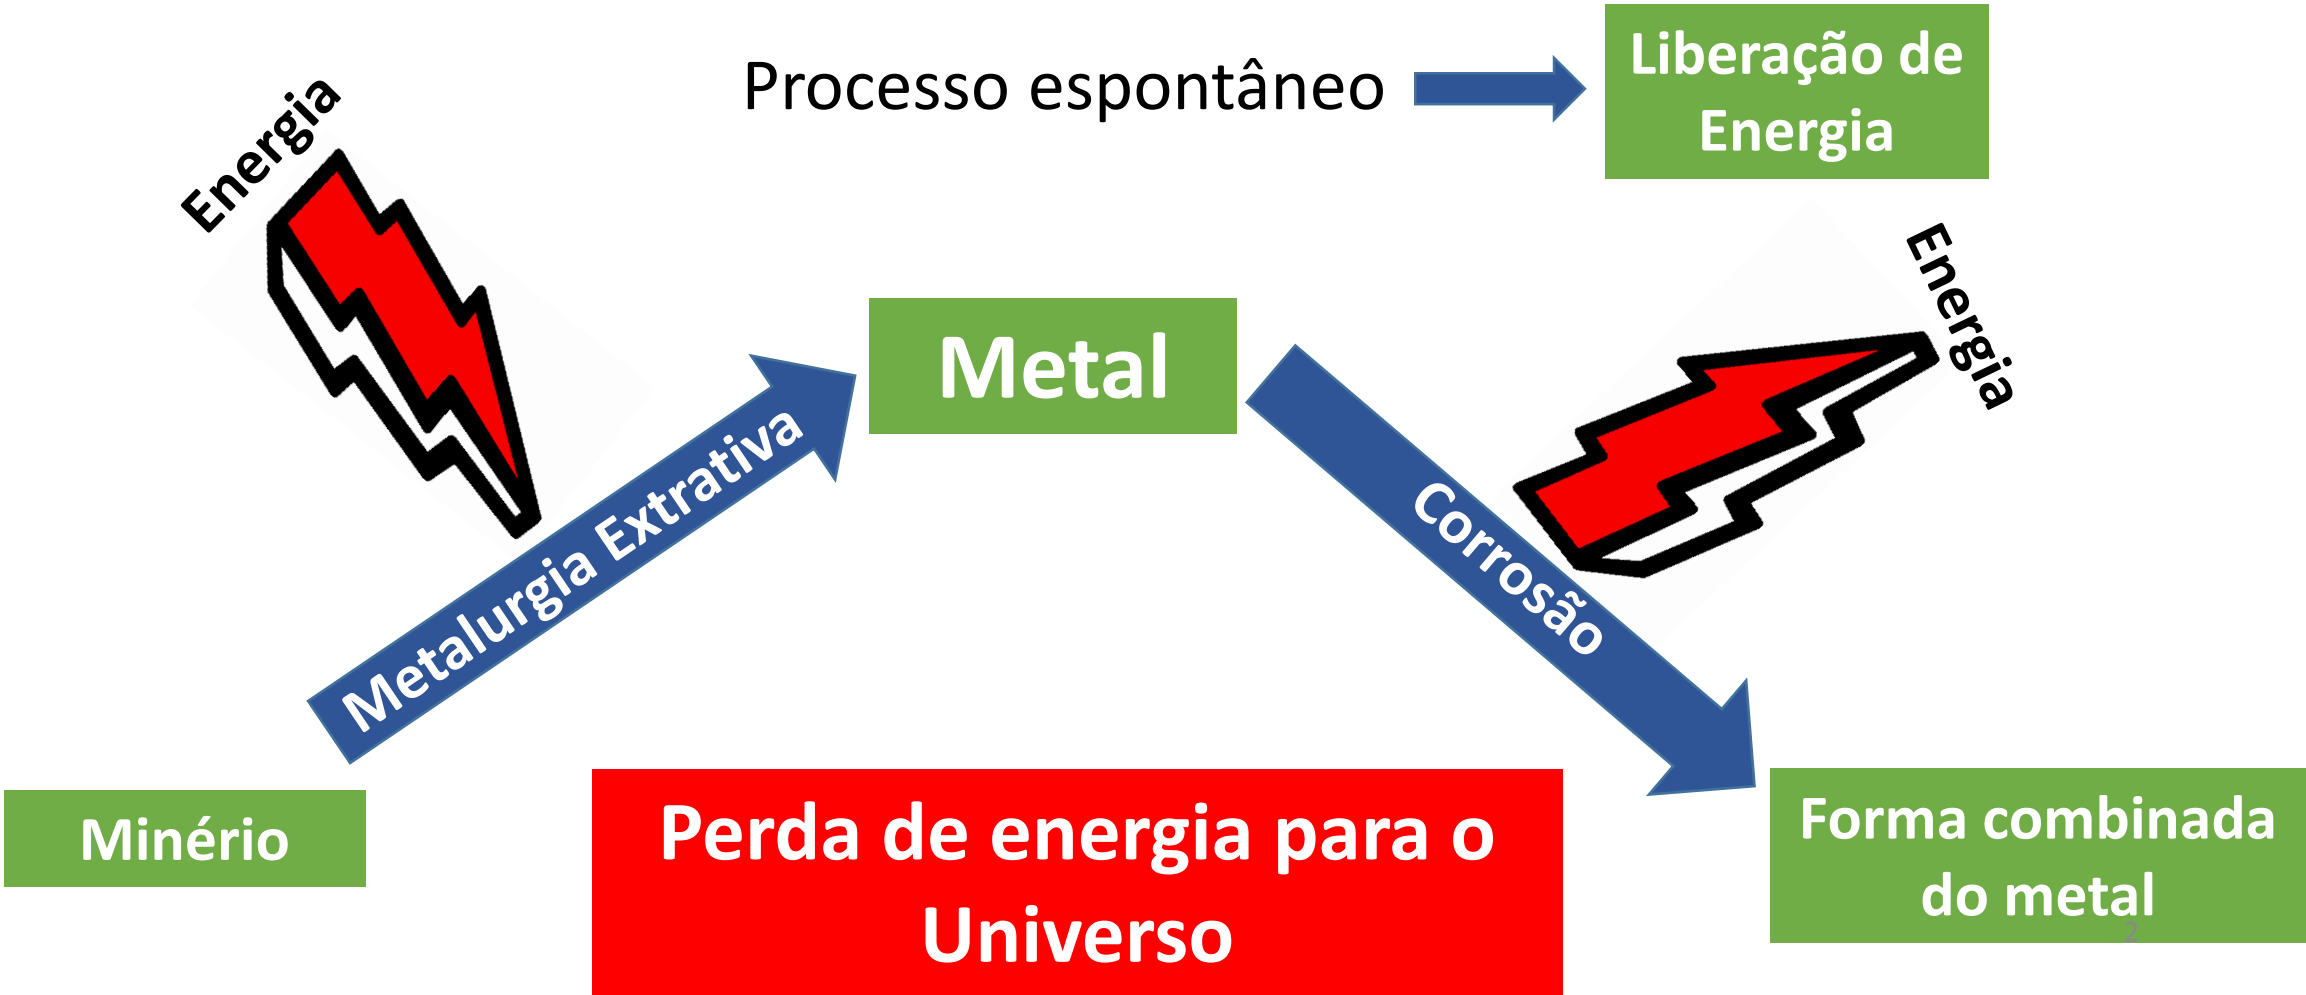 Processo espontâneo
Liberação de
Energia
Energia
Energia
Metal
Metalurgia Extrativa
Corrosão
Minério
Perda de energia para o
Universo
Forma combinada
do metal
2